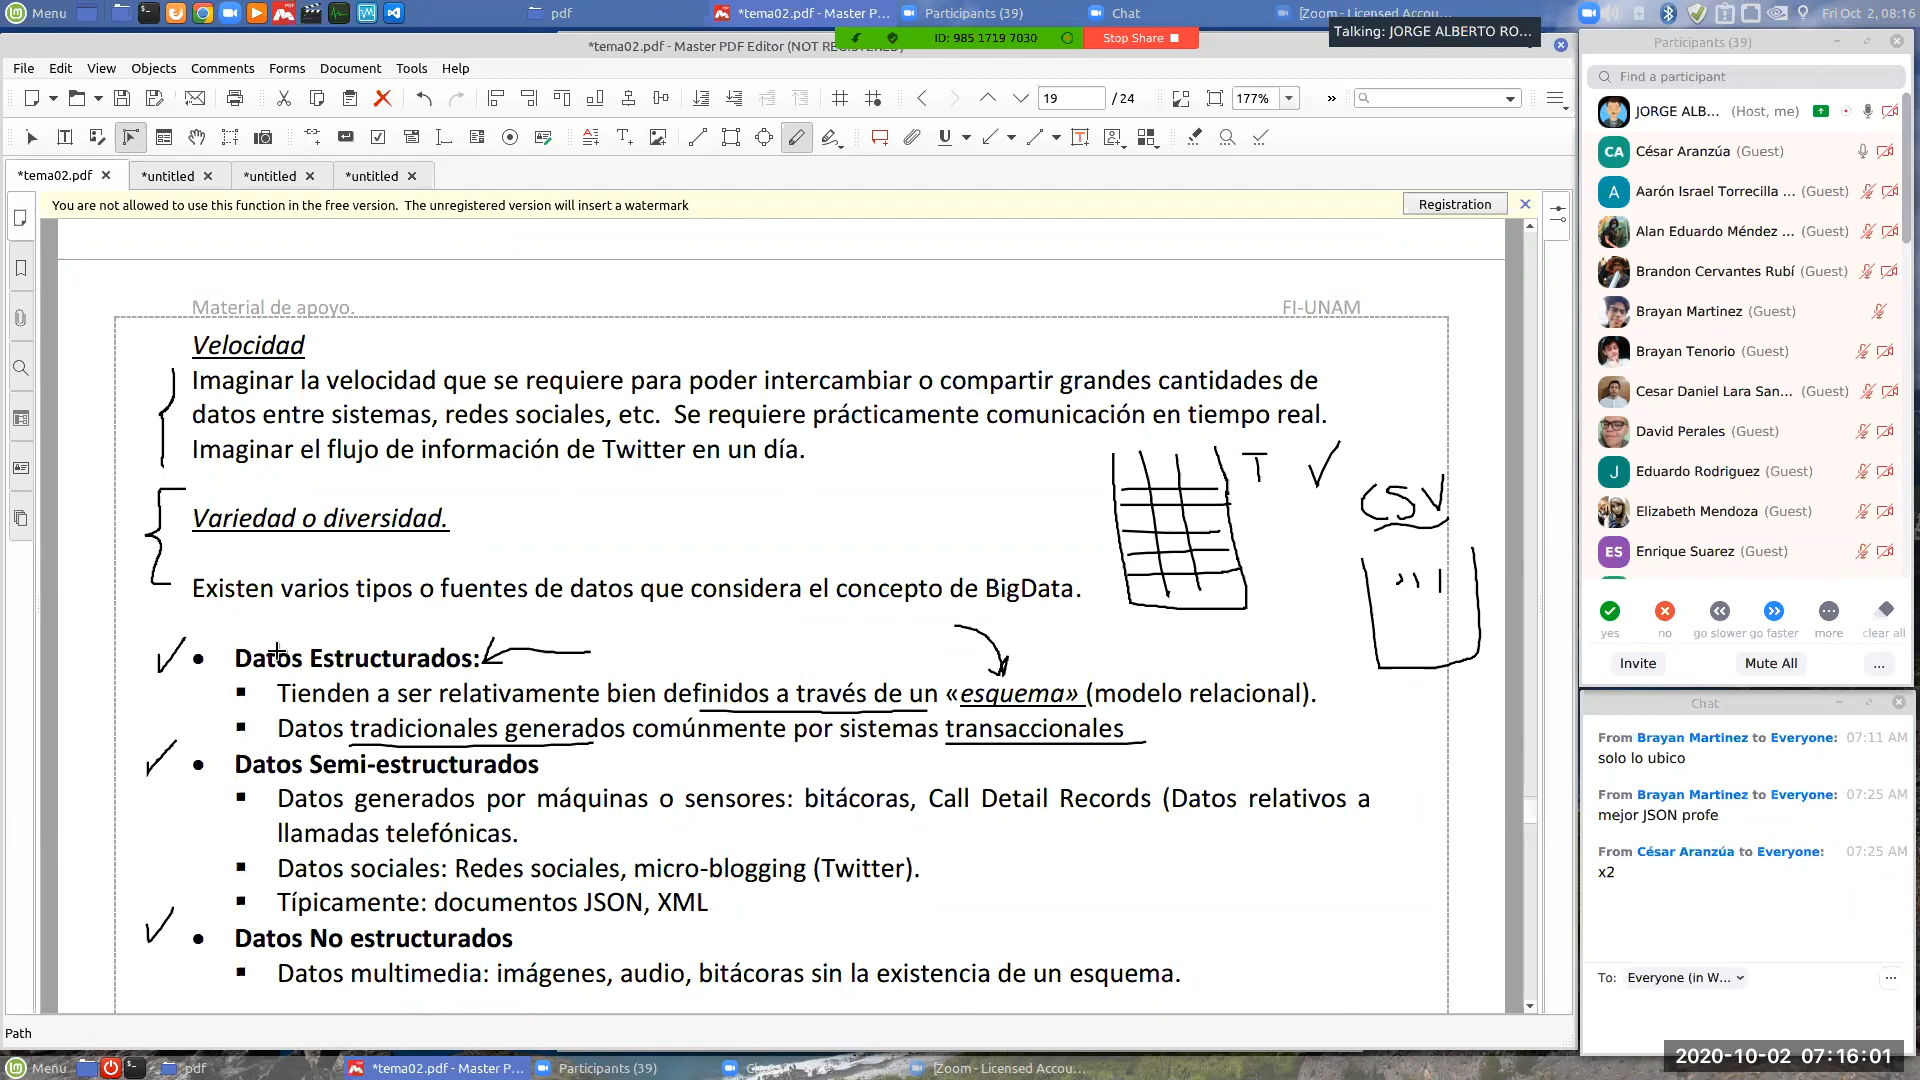 Menu
pdf
*tema02.pdf - Master P...
Participants (39)
Chat
[Zoom - Licensed Accou...
Fri Oct 2, 08:16
*tema02.pdf - Master PDF Editor (NOT REGISTERED)
ID: 985 1719 7030
Stop Share
Talking: JORGE ALBERTO RO...
File Edit View Objects Comments Forms Document Tools Help
19 / 24
177%
*tema02.pdf
*untitled
*untitled
*untitled
You are not allowed to use this function in the free version. The unregistered version will insert a watermark
Registration
Material de apoyo.
FI-UNAM
Velocidad
Imaginar la velocidad que se requiere para poder intercambiar o compartir grandes cantidades de
datos entre sistemas, redes sociales, etc. Se requiere prácticamente comunicación en tiempo real.
Imaginar el flujo de información de Twitter en un día.
T
CSV
Variedad o diversidad.
Existen varios tipos o fuentes de datos que considera el concepto de BigData.
• Datos Estructurados:
▪ Tienden a ser relativamente bien definidos a través de un «esquema» (modelo relacional).
▪ Datos tradicionales generados comúnmente por sistemas transaccionales
• Datos Semi-estructurados
▪ Datos generados por máquinas o sensores: bitácoras, Call Detail Records (Datos relativos a
llamadas telefónicas.
▪ Datos sociales: Redes sociales, micro-blogging (Twitter).
▪ Típicamente: documentos JSON, XML
• Datos No estructurados
▪ Datos multimedia: imágenes, audio, bitácoras sin la existencia de un esquema.
Path
Participants (39)
Find a participant
JORGE ALB... (Host, me)
CA César Aranzúa (Guest)
A Aarón Israel Torrecilla ... (Guest)
Alan Eduardo Méndez ... (Guest)
Brandon Cervantes Rubí (Guest)
Brayan Martinez (Guest)
Brayan Tenorio (Guest)
Cesar Daniel Lara San... (Guest)
David Perales (Guest)
J Eduardo Rodriguez (Guest)
Elizabeth Mendoza (Guest)
ES Enrique Suarez (Guest)
yes no go slower go faster more clear all
Invite
Mute All
...
Chat
From Brayan Martinez to Everyone: 07:11 AM
solo lo ubico
From Brayan Martinez to Everyone: 07:25 AM
mejor JSON profe
From César Aranzúa to Everyone: 07:25 AM
x2
To: Everyone (in W...
Menu
pdf
*tema02.pdf - Master P...
Participants (39)
[Zoom - Licensed Accou...
2020-10-02 07:16:01